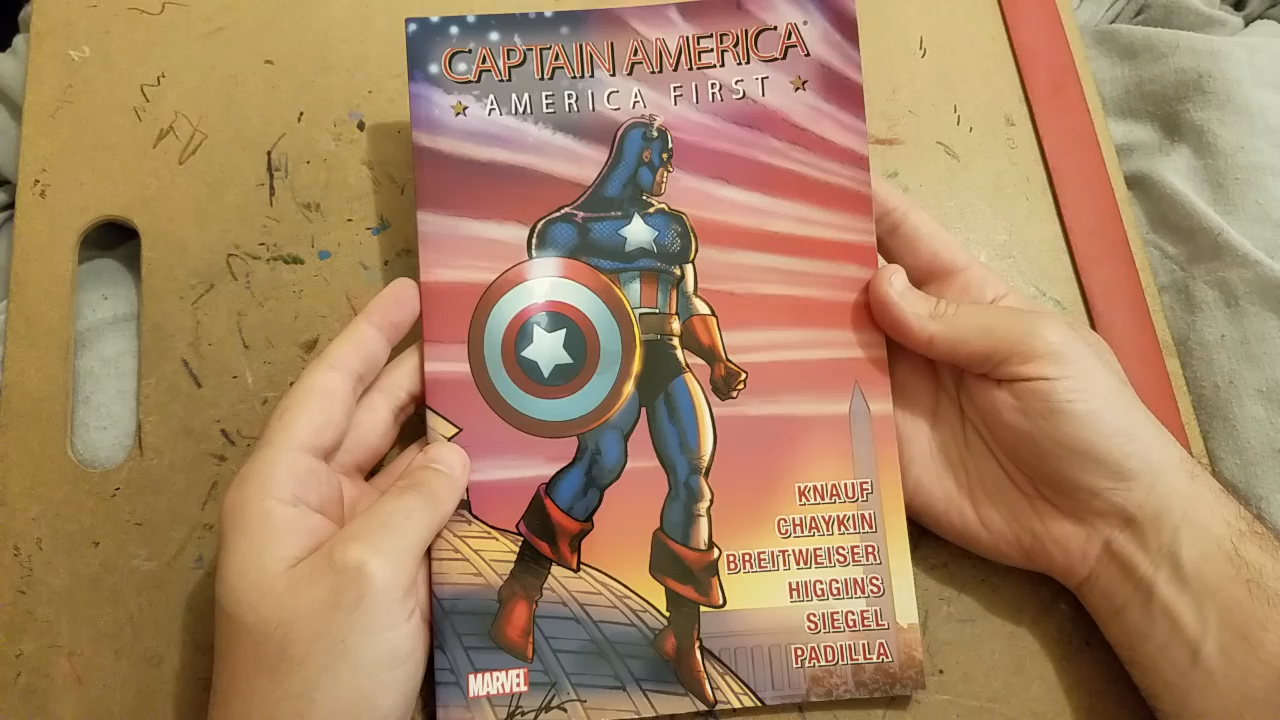 CAPTAIN AMERICA
AMERICA FIRST
KNAUF
CHAYKIN
BREITWEISER
HIGGINS
SIEGEL
PADILLA
MARVEL